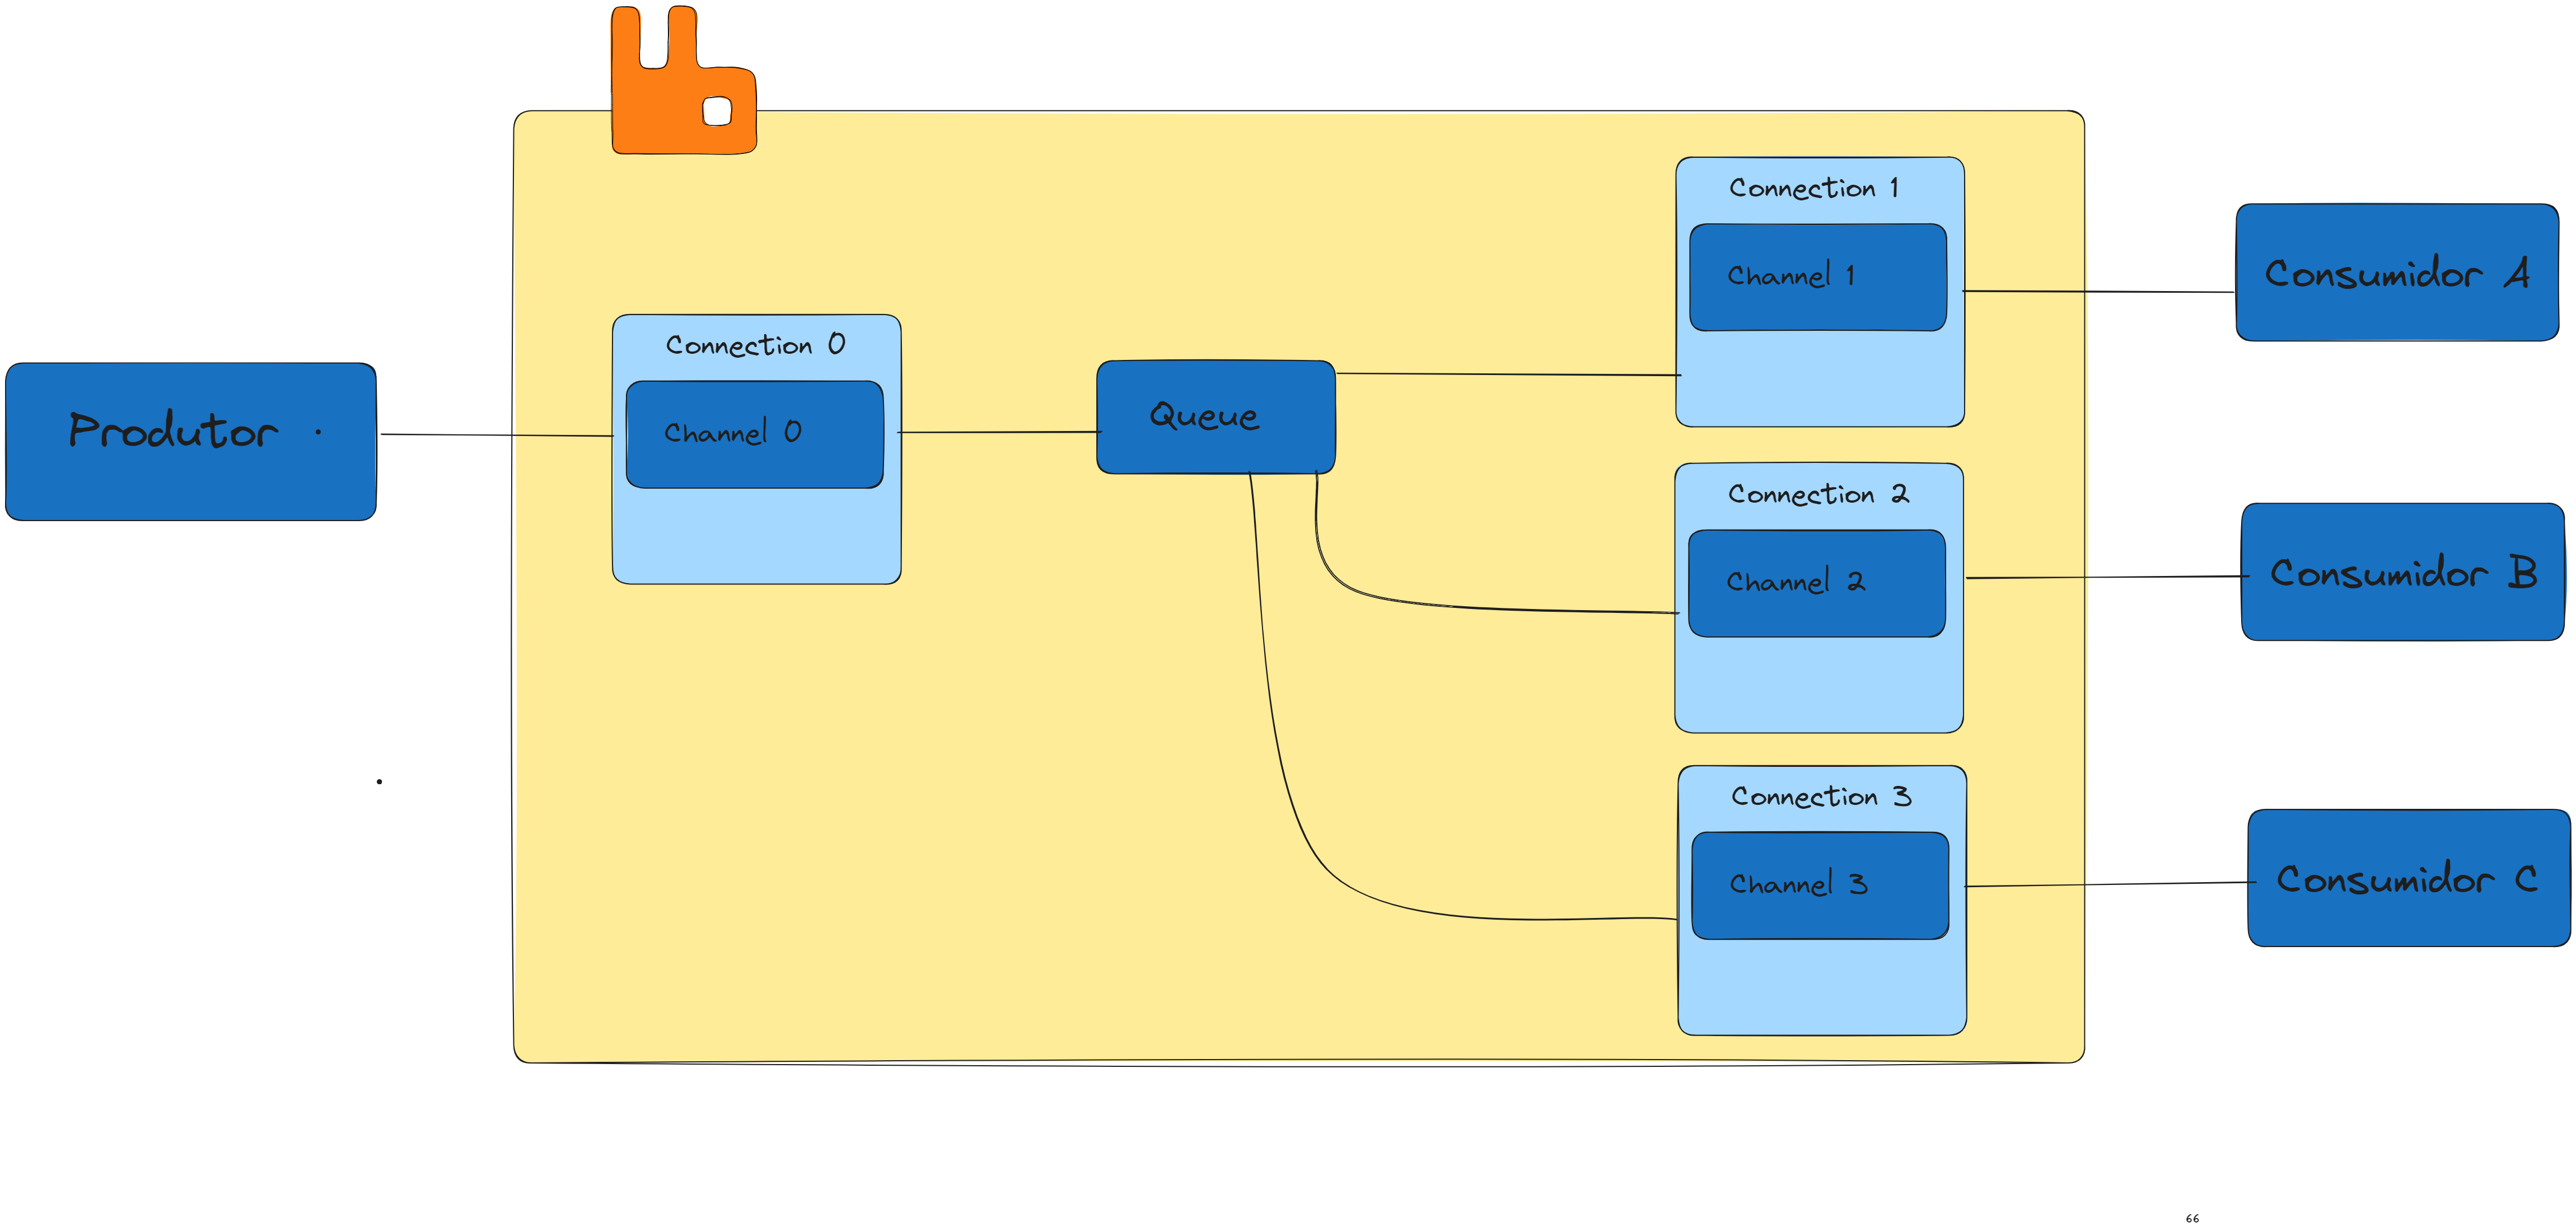 Produtor
Connection 0
Channel 0
Queue
Connection 1
Channel 1
Connection 2
Channel 2
Connection 3
Channel 3
Consumidor A
Consumidor B
Consumidor C
66